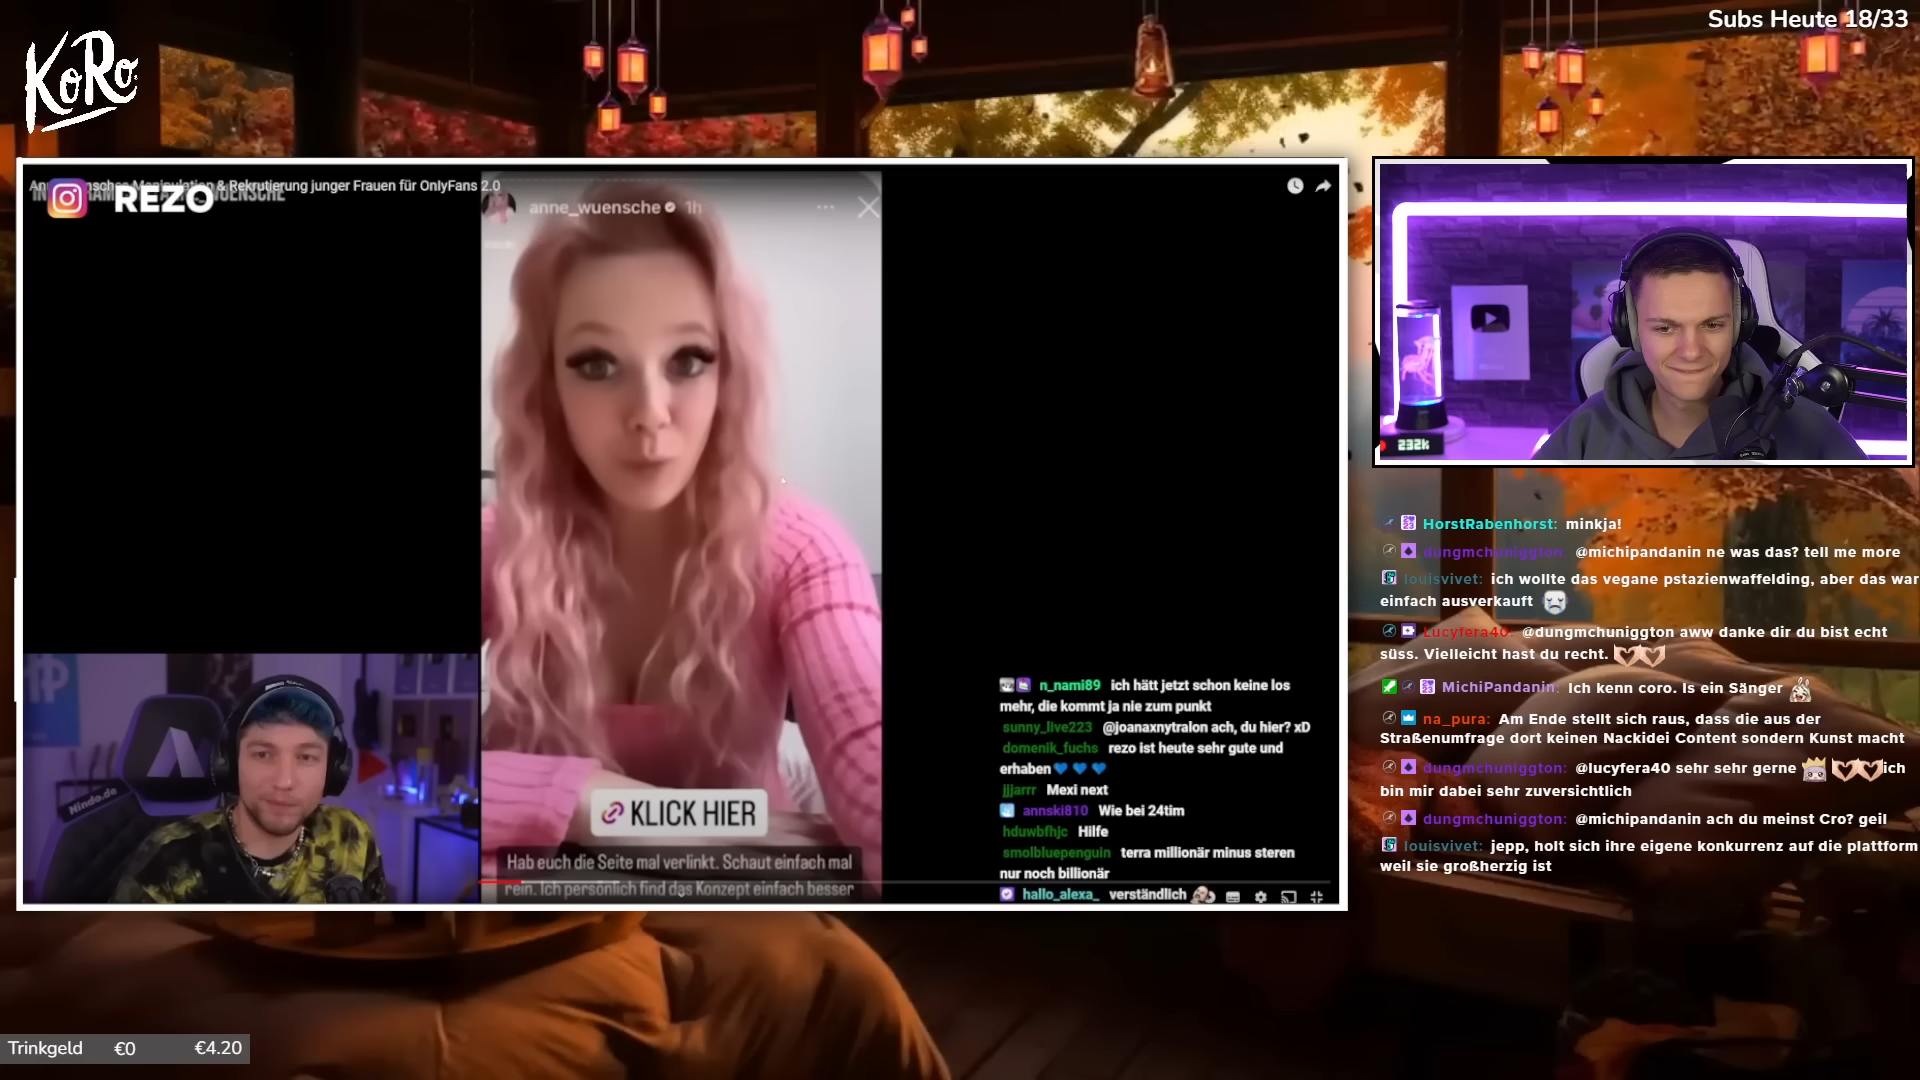 Subs Heute 18/33
KoRo
Anne Wünsches Manipulation & Rekrutierung junger Frauen für OnlyFans 2.0
REZO
anne_wuensche 1h
Nindo.de
KLICK HIER
Hab euch die Seite mal verlinkt. Schaut einfach mal
rein. Ich persönlich find das Konzept einfach besser
n_nami89 ich hätt jetzt schon keine los
mehr, die kommt ja nie zum punkt
sunny_live223 @joanaxnytralon ach, du hier? xD
domenik_fuchs rezo ist heute sehr gute und
erhaben💙 💙 💙
jjjarrr Mexi next
annski810 Wie bei 24tim
hduwbfhjc Hilfe
smolbluepenguin terra millionär minus steren
nur noch billionär
hallo_alexa_ verständlich
232k
HorstRabenhorst: minkja!
dungmchuniggton: @michipandanin ne was das? tell me more
louisvivet: ich wollte das vegane pstazienwaffelding, aber das war
einfach ausverkauft
Lucyfera40: @dungmchuniggton aww danke dir du bist echt
süss. Vielleicht hast du recht.
MichiPandanin: Ich kenn coro. Is ein Sänger
na_pura: Am Ende stellt sich raus, dass die aus der
Straßenumfrage dort keinen Nackidei Content sondern Kunst macht
dungmchuniggton: @lucyfera40 sehr sehr gerne ich
bin mir dabei sehr zuversichtlich
dungmchuniggton: @michipandanin ach du meinst Cro? geil
louisvivet: jepp, holt sich ihre eigene konkurrenz auf die plattform
weil sie großherzig ist
Trinkgeld €0 €4.20